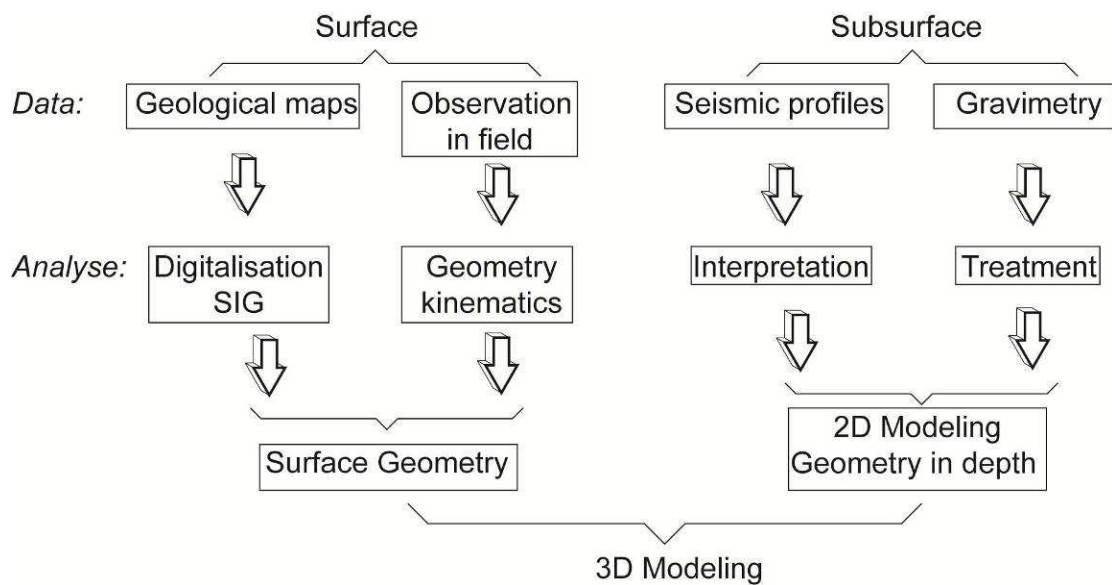 Surface
Subsurface
Data:
Geological maps
Observation
in field
Seismic profiles
Gravimetry
Analyse:
Digitalisation
SIG
Geometry
kinematics
Interpretation
Treatment
Surface Geometry
2D Modeling
Geometry in depth
3D Modeling